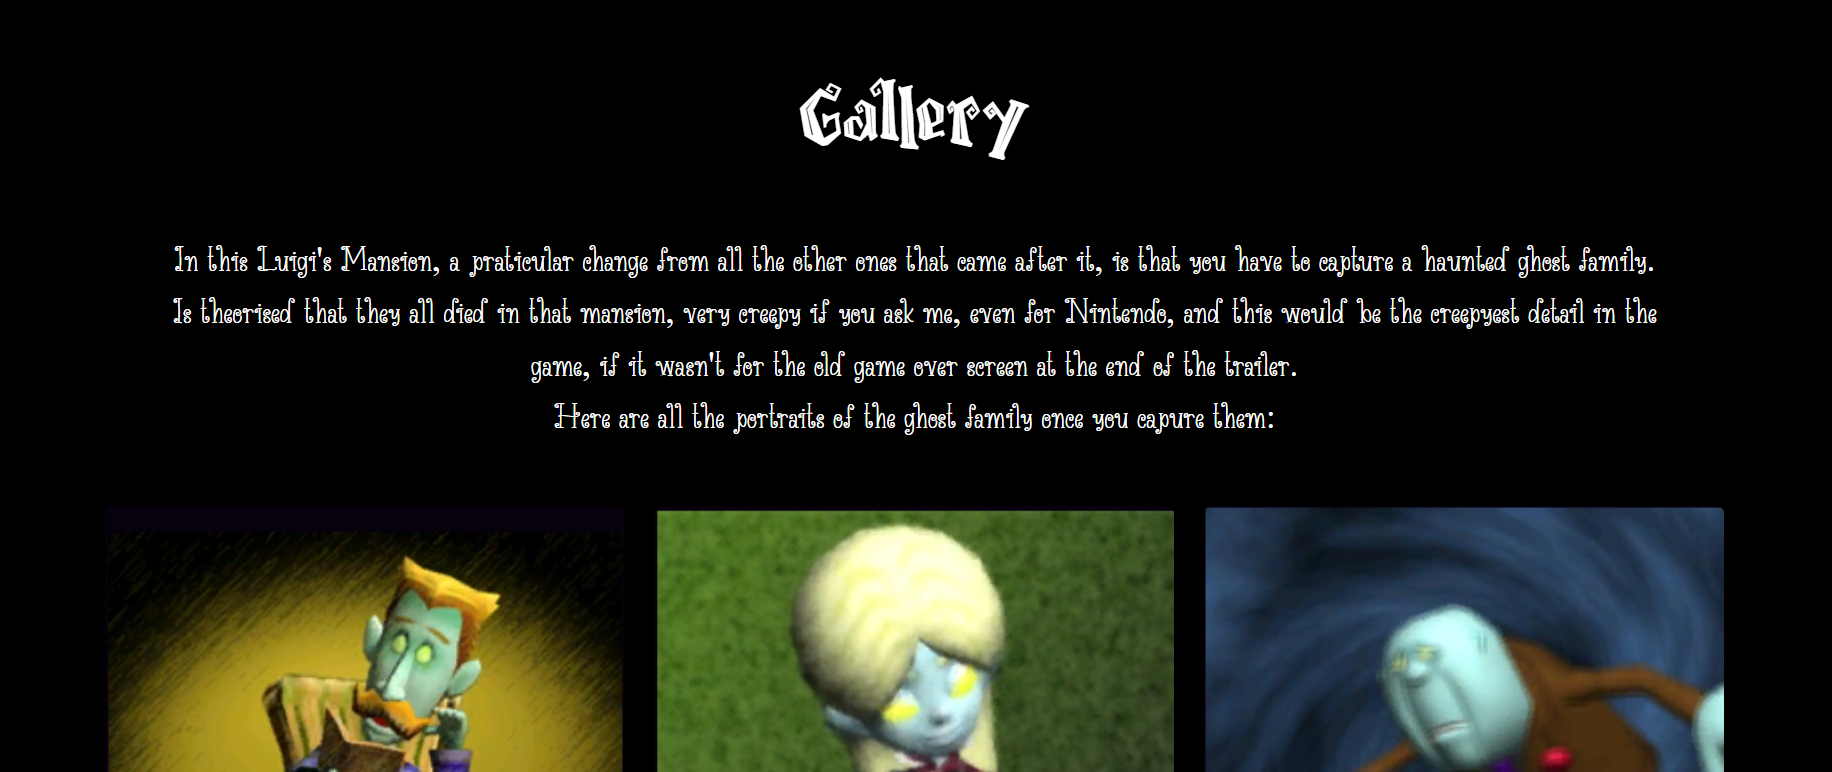 Gallery
In this Luigi's Mansion, a praticular change from all the other ones that came after it, is that you have to capture a haunted ghost family.
Is theorised that they all died in that mansion, very creepy if you ask me, even for Nintendo, and this would be the creepyest detail in the
game, if it wasn't for the old game over screen at the end of the trailer.
Here are all the portraits of the ghost family once you capure them: